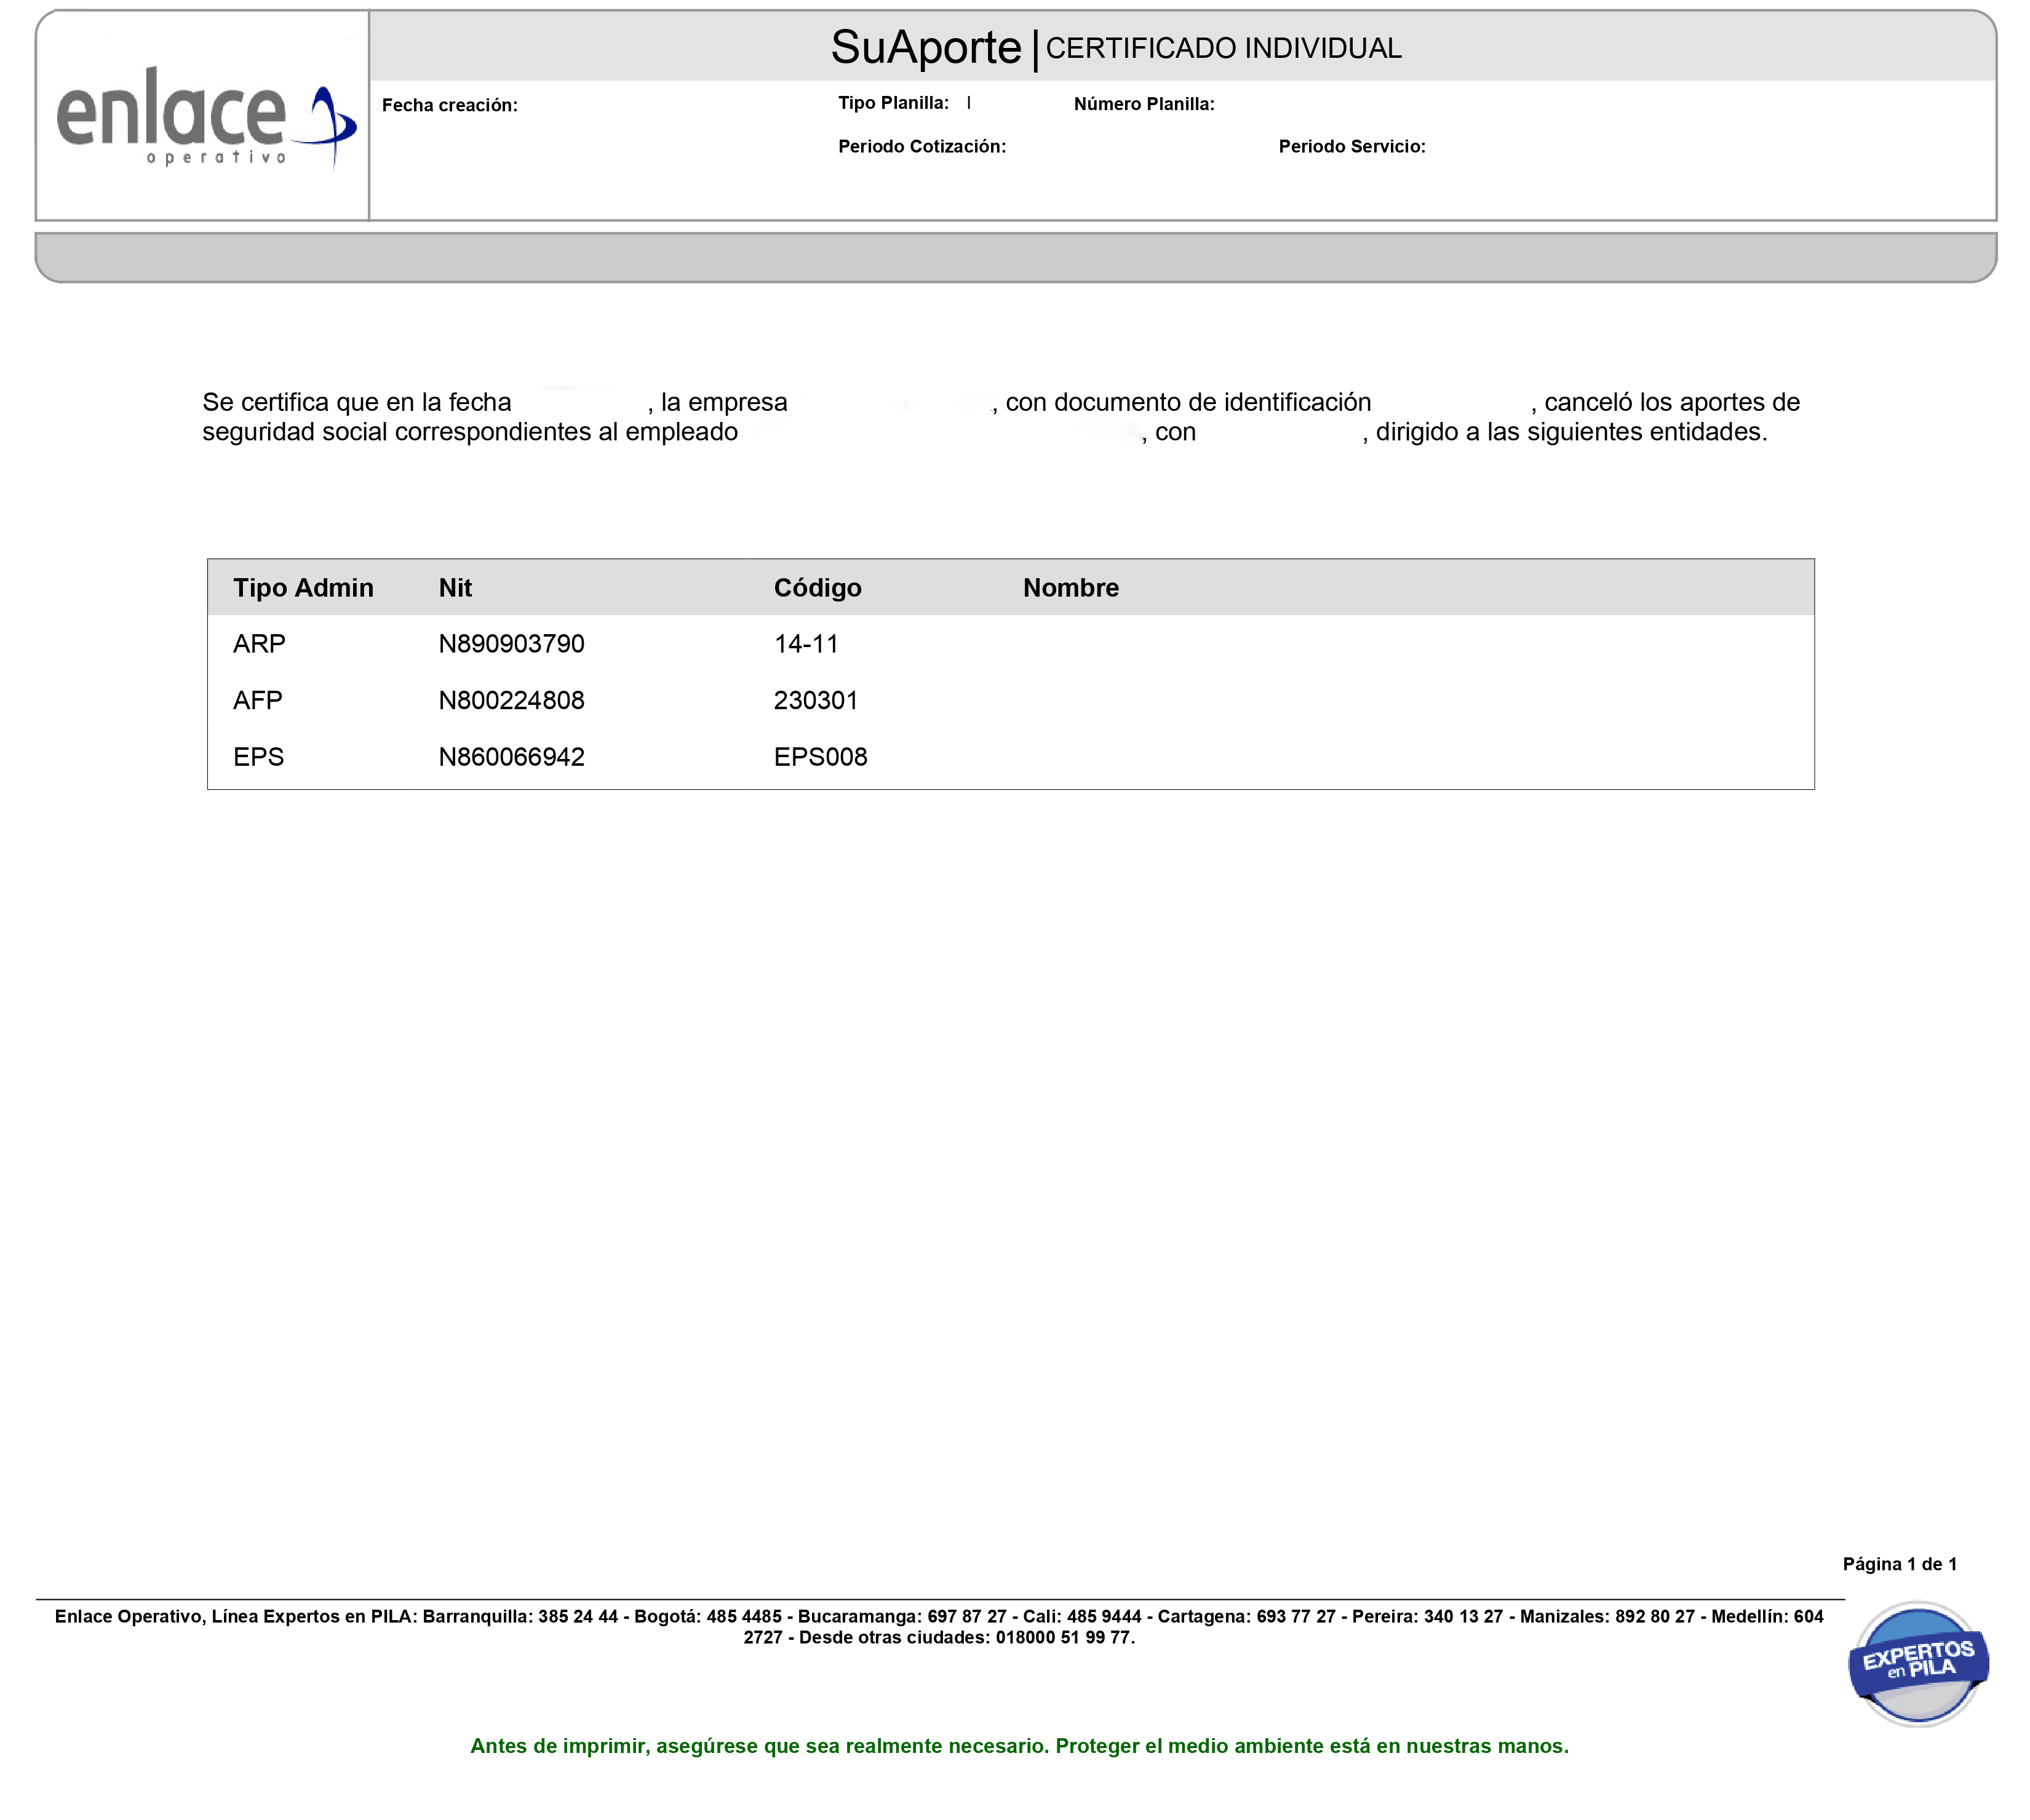 SuAporte | CERTIFICADO INDIVIDUAL
enlace
operativo
Fecha creación:
Tipo Planilla: I
Número Planilla:
Periodo Cotización:
Periodo Servicio:
Se certifica que en la fecha , la empresa , con documento de identificación , canceló los aportes de
seguridad social correspondientes al empleado , con , dirigido a las siguientes entidades.
Tipo Admin Nit Código Nombre
ARP N890903790 14-11
AFP N800224808 230301
EPS N860066942 EPS008
Página 1 de 1
Enlace Operativo, Línea Expertos en PILA: Barranquilla: 385 24 44 - Bogotá: 485 4485 - Bucaramanga: 697 87 27 - Cali: 485 9444 - Cartagena: 693 77 27 - Pereira: 340 13 27 - Manizales: 892 80 27 - Medellín: 604
2727 - Desde otras ciudades: 018000 51 99 77.
EXPERTOS
en PILA
Antes de imprimir, asegúrese que sea realmente necesario. Proteger el medio ambiente está en nuestras manos.